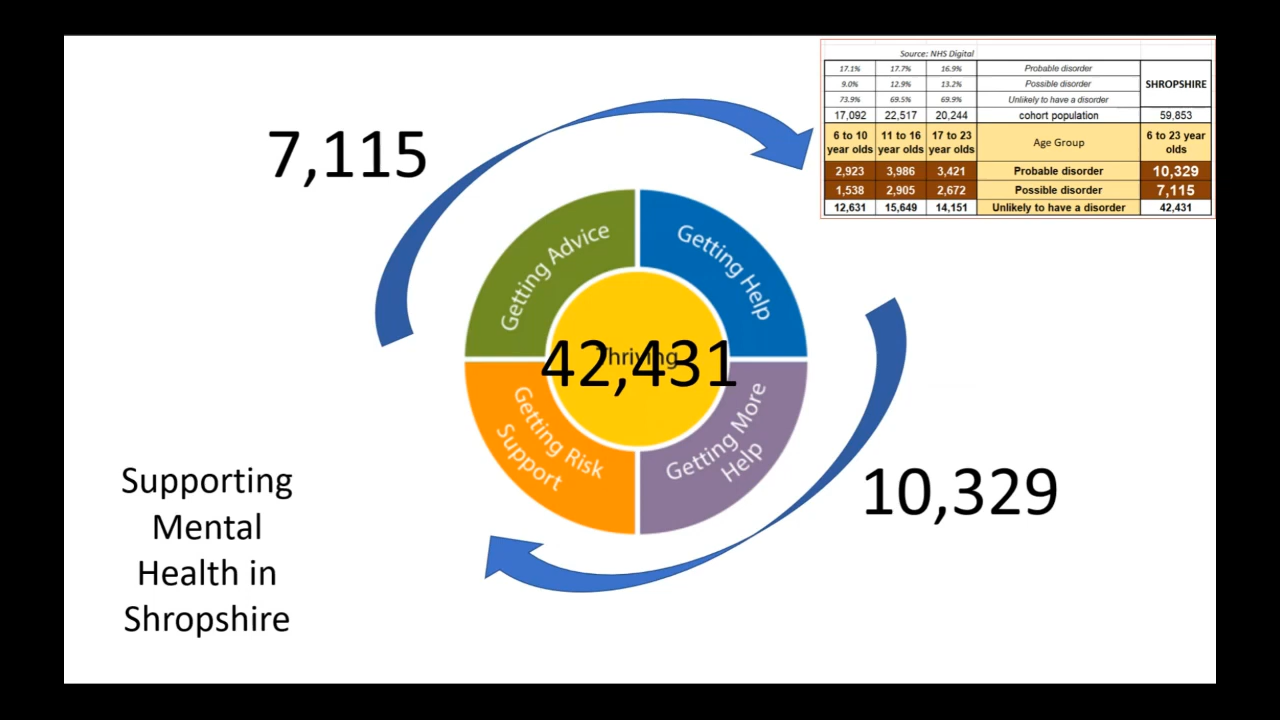 Source: NHS Digital
17.1% 17.7% 16.9% Probable disorder
9.0% 12.9% 13.2% Possible disorder SHROPSHIRE
73.9% 69.5% 69.9% Unlikely to have a disorder
17,092 22,517 20,244 cohort population 59,853
6 to 10 11 to 16 17 to 23 Age Group 6 to 23 year
year olds year olds year olds olds
2,923 3,986 3,421 Probable disorder 10,329
1,538 2,905 2,672 Possible disorder 7,115
12,631 15,649 14,151 Unlikely to have a disorder 42,431
7,115
Getting Advice
Getting Help
Thriving
42,431
Getting Risk
Support
Getting More
Help
10,329
Supporting
Mental
Health in
Shropshire